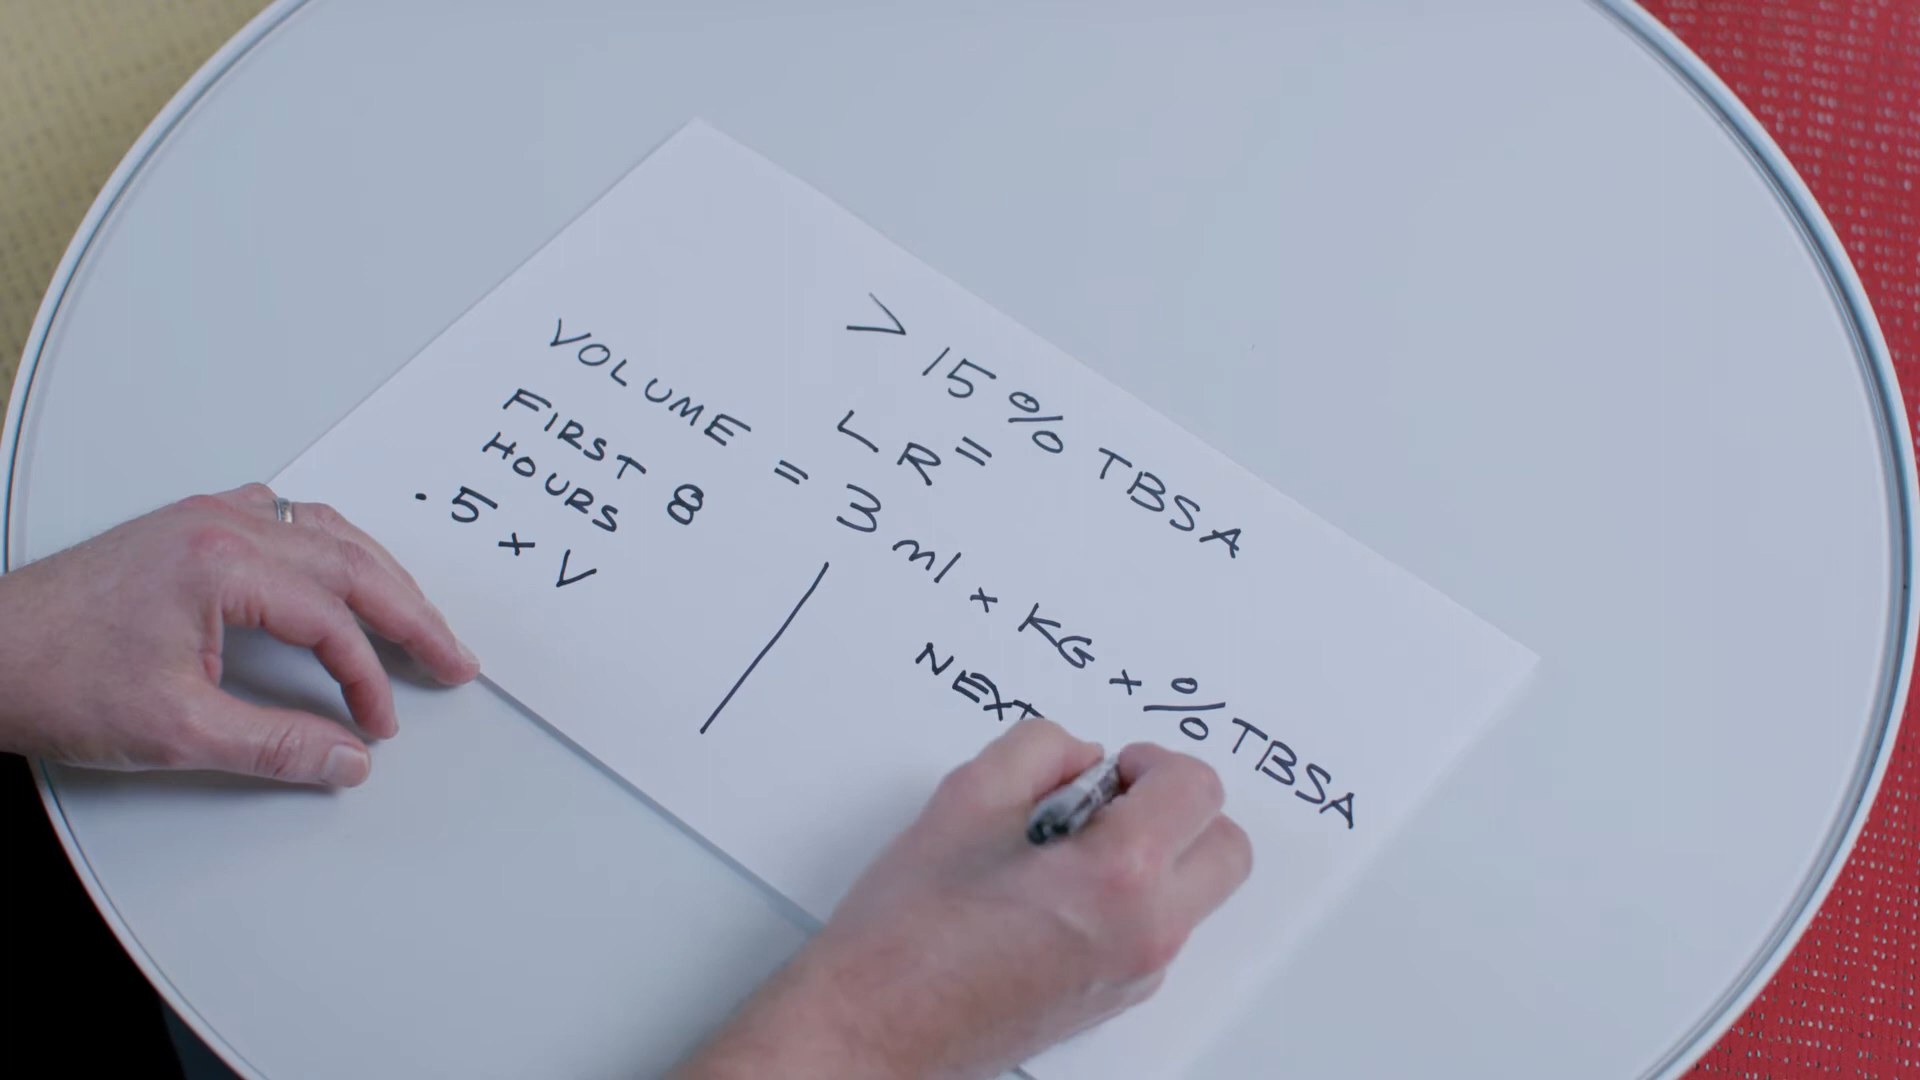 > 15 % TBSA
LR =
VOLUME = 3 ml x KG x % TBSA
FIRST 8
HOURS
.5 x V
NEXT